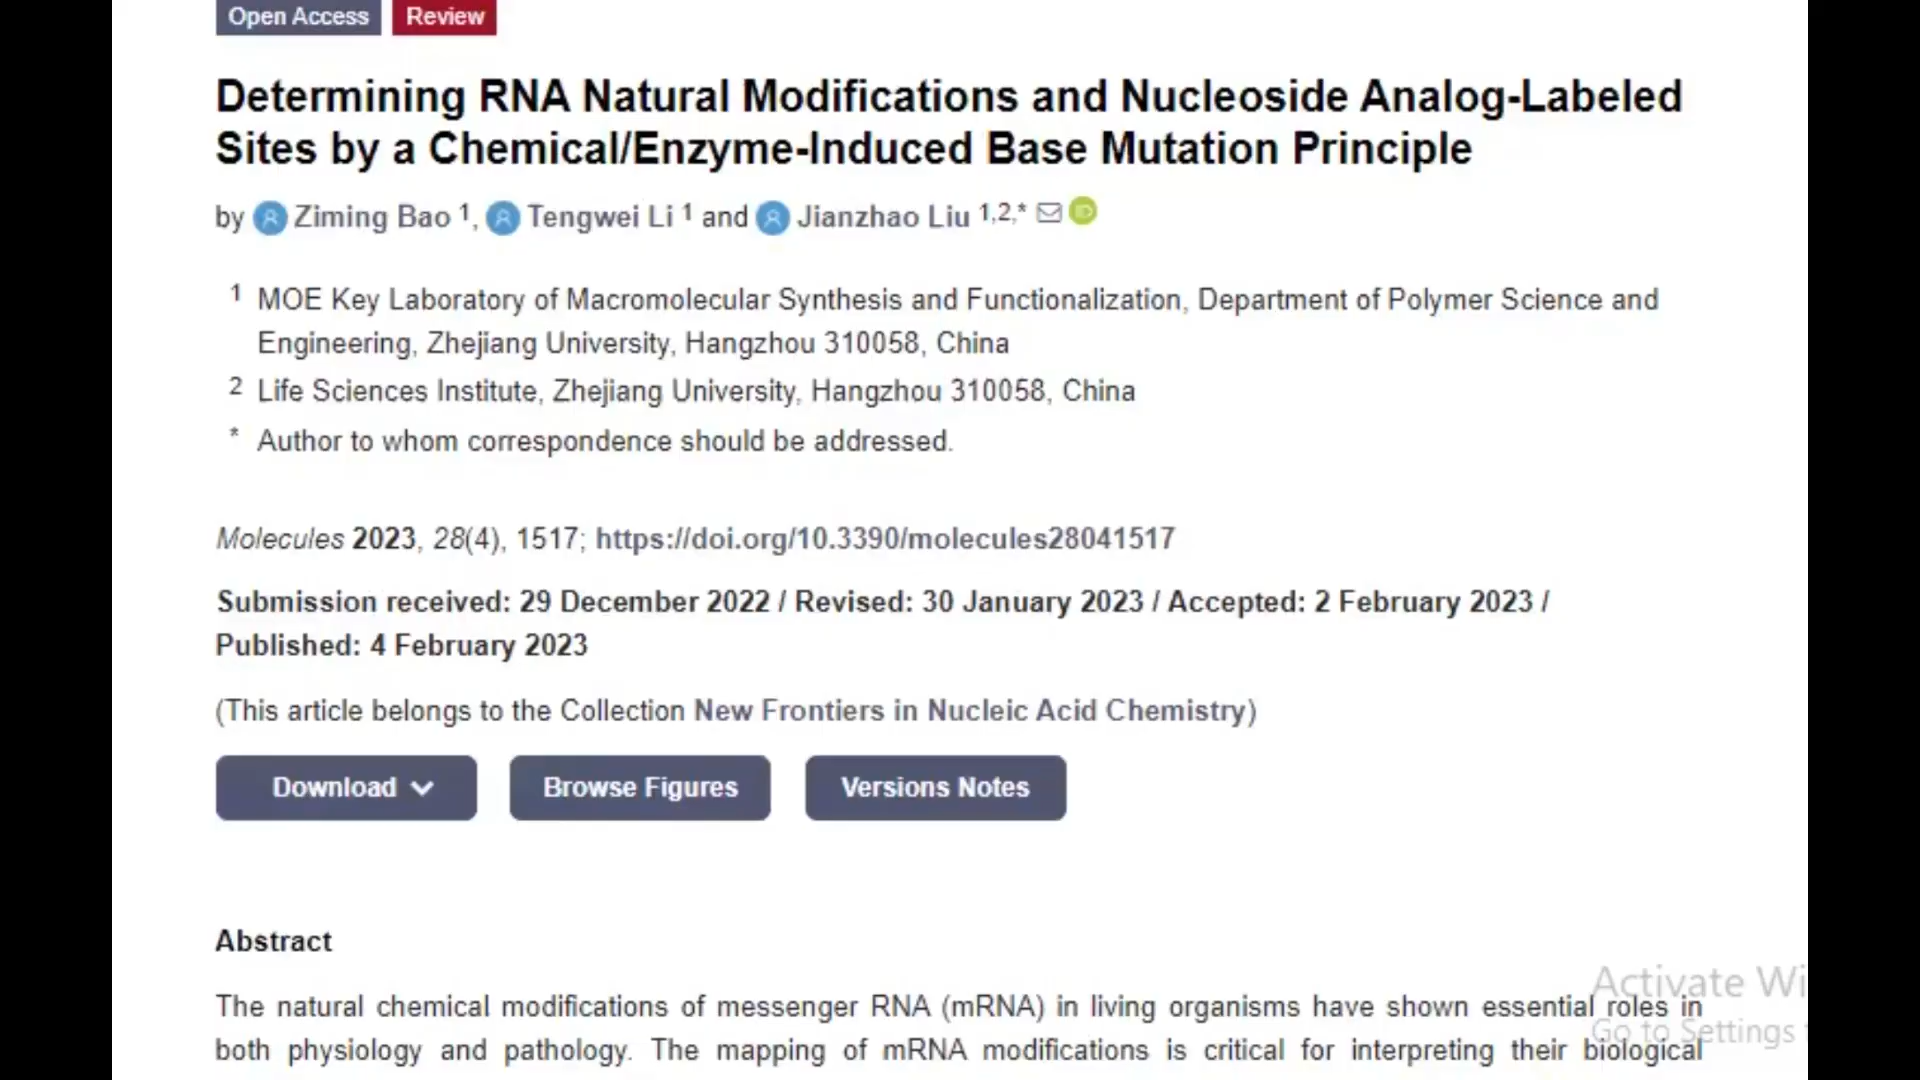 Open Access Review
Determining RNA Natural Modifications and Nucleoside Analog-Labeled
Sites by a Chemical/Enzyme-Induced Base Mutation Principle
by Ziming Bao 1, Tengwei Li 1 and Jianzhao Liu 1,2,*
1 MOE Key Laboratory of Macromolecular Synthesis and Functionalization, Department of Polymer Science and
Engineering, Zhejiang University, Hangzhou 310058, China
2 Life Sciences Institute, Zhejiang University, Hangzhou 310058, China
* Author to whom correspondence should be addressed.
Molecules 2023, 28(4), 1517; https://doi.org/10.3390/molecules28041517
Submission received: 29 December 2022 / Revised: 30 January 2023 / Accepted: 2 February 2023 /
Published: 4 February 2023
(This article belongs to the Collection New Frontiers in Nucleic Acid Chemistry)
Download Browse Figures Versions Notes
Abstract
The natural chemical modifications of messenger RNA (mRNA) in living organisms have shown essential roles in
both physiology and pathology. The mapping of mRNA modifications is critical for interpreting their biological
Activate Wi
Go to Settings